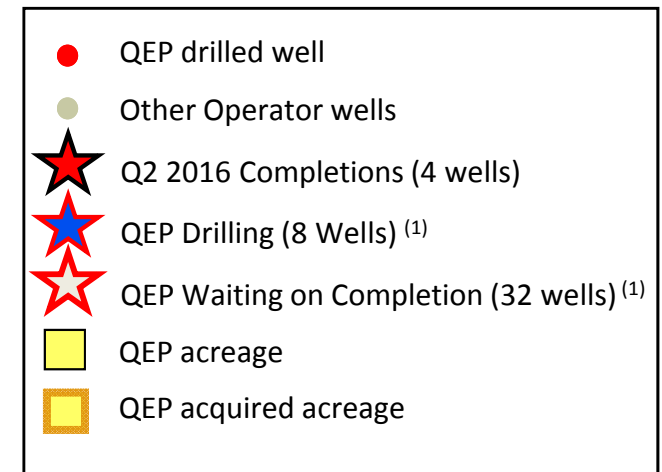 QEP drilled well
Other Operator wells
Q2 2016 Completions (4 wells)
QEP Drilling (8 Wells) (1)
QEP Waiting on Completion (32 wells) (1)
QEP acreage
QEP acquired acreage